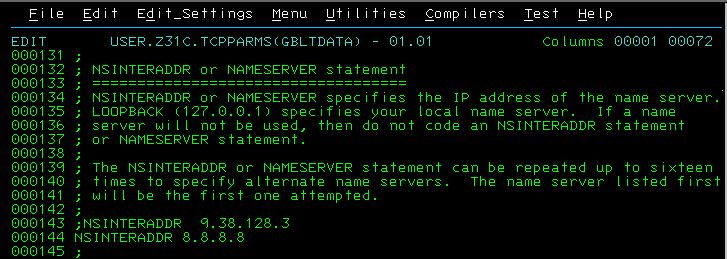 File Edit Edit_Settings Menu Utilities Compilers Test Help
EDIT USER.Z31C.TCPPARMS(GBLTDATA) - 01.01 Columns 00001 00072
000131 ;
000132 ; NSINTERADDR or NAMESERVER statement
000133 ; ===================================
000134 ; NSINTERADDR or NAMESERVER specifies the IP address of the name server.
000135 ; LOOPBACK (127.0.0.1) specifies your local name server. If a name
000136 ; server will not be used, then do not code an NSINTERADDR statement
000137 ; or NAMESERVER statement.
000138 ;
000139 ; The NSINTERADDR or NAMESERVER statement can be repeated up to sixteen
000140 ; times to specify alternate name servers. The name server listed first
000141 ; will be the first one attempted.
000142 ;
000143 ;NSINTERADDR 9.38.128.3
000144 NSINTERADDR 8.8.8.8
000145 ;